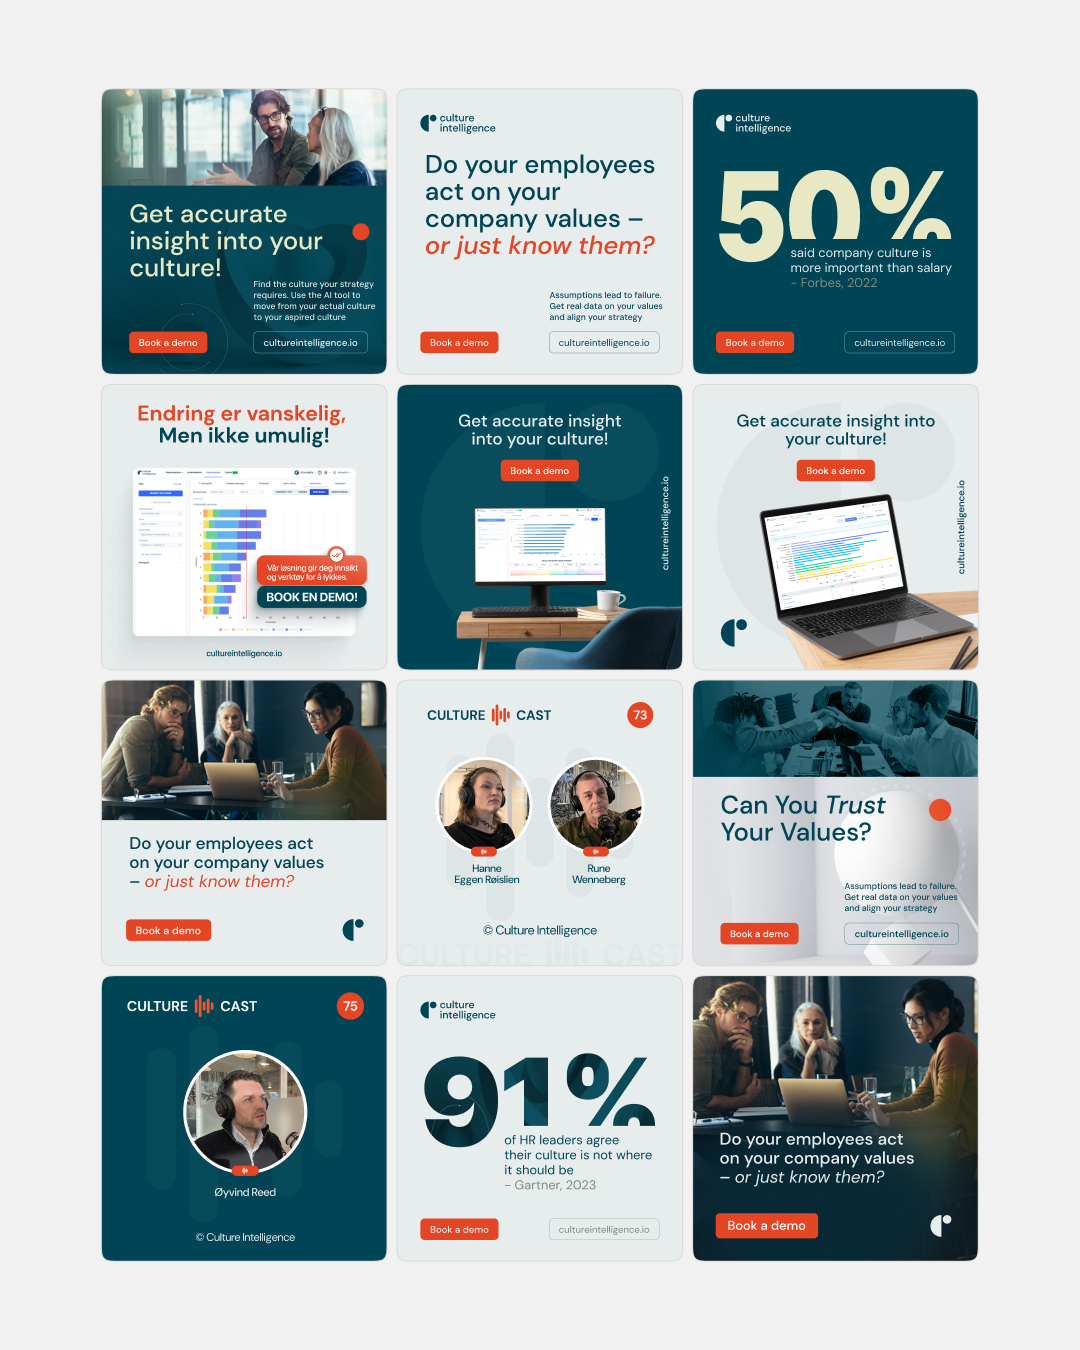 Get accurate
insight into your
culture!
Find the culture your strategy
requires. Use the AI tool to
move from your actual culture
to your aspired culture
Book a demo
cultureintelligence.io
culture
intelligence
Do your employees
act on your
company values –
or just know them?
Assumptions lead to failure.
Get real data on your values
and align your strategy
Book a demo
cultureintelligence.io
culture
intelligence
50%
said company culture is
more important than salary
- Forbes, 2022
Book a demo
cultureintelligence.io
Endring er vanskelig,
Men ikke umulig!
Vår løsning gir deg innsikt
og verktøy for å lykkes.
BOOK EN DEMO!
cultureintelligence.io
Get accurate insight
into your culture!
Book a demo
cultureintelligence.io
Get accurate insight into
your culture!
Book a demo
cultureintelligence.io
Do your employees act
on your company values
– or just know them?
Book a demo
CULTURE CAST
73
Hanne
Eggen Røislien
Rune
Wenneberg
© Culture Intelligence
CULTURE CAST
Can You Trust
Your Values?
Assumptions lead to failure.
Get real data on your values
and align your strategy
Book a demo
cultureintelligence.io
CULTURE CAST
75
Øyvind Reed
© Culture Intelligence
culture
intelligence
91%
of HR leaders agree
their culture is not where
it should be
- Gartner, 2023
Book a demo
cultureintelligence.io
Do your employees act
on your company values
– or just know them?
Book a demo